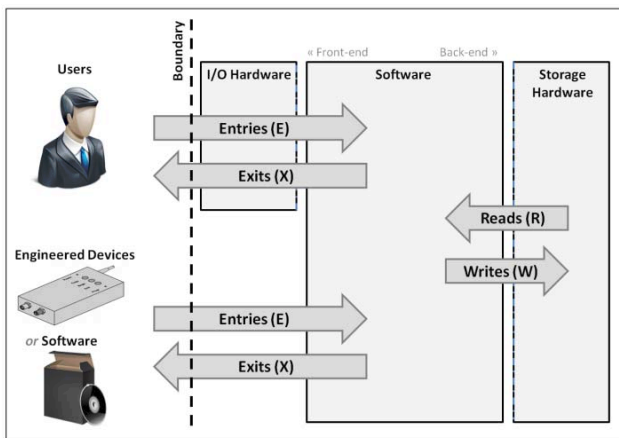 « Front-end
Back-end »
Users
Boundary
I/O Hardware
Software
Storage
Hardware
Entries (E)
Exits (X)
Reads (R)
Engineered Devices
Writes (W)
Entries (E)
or Software
Exits (X)